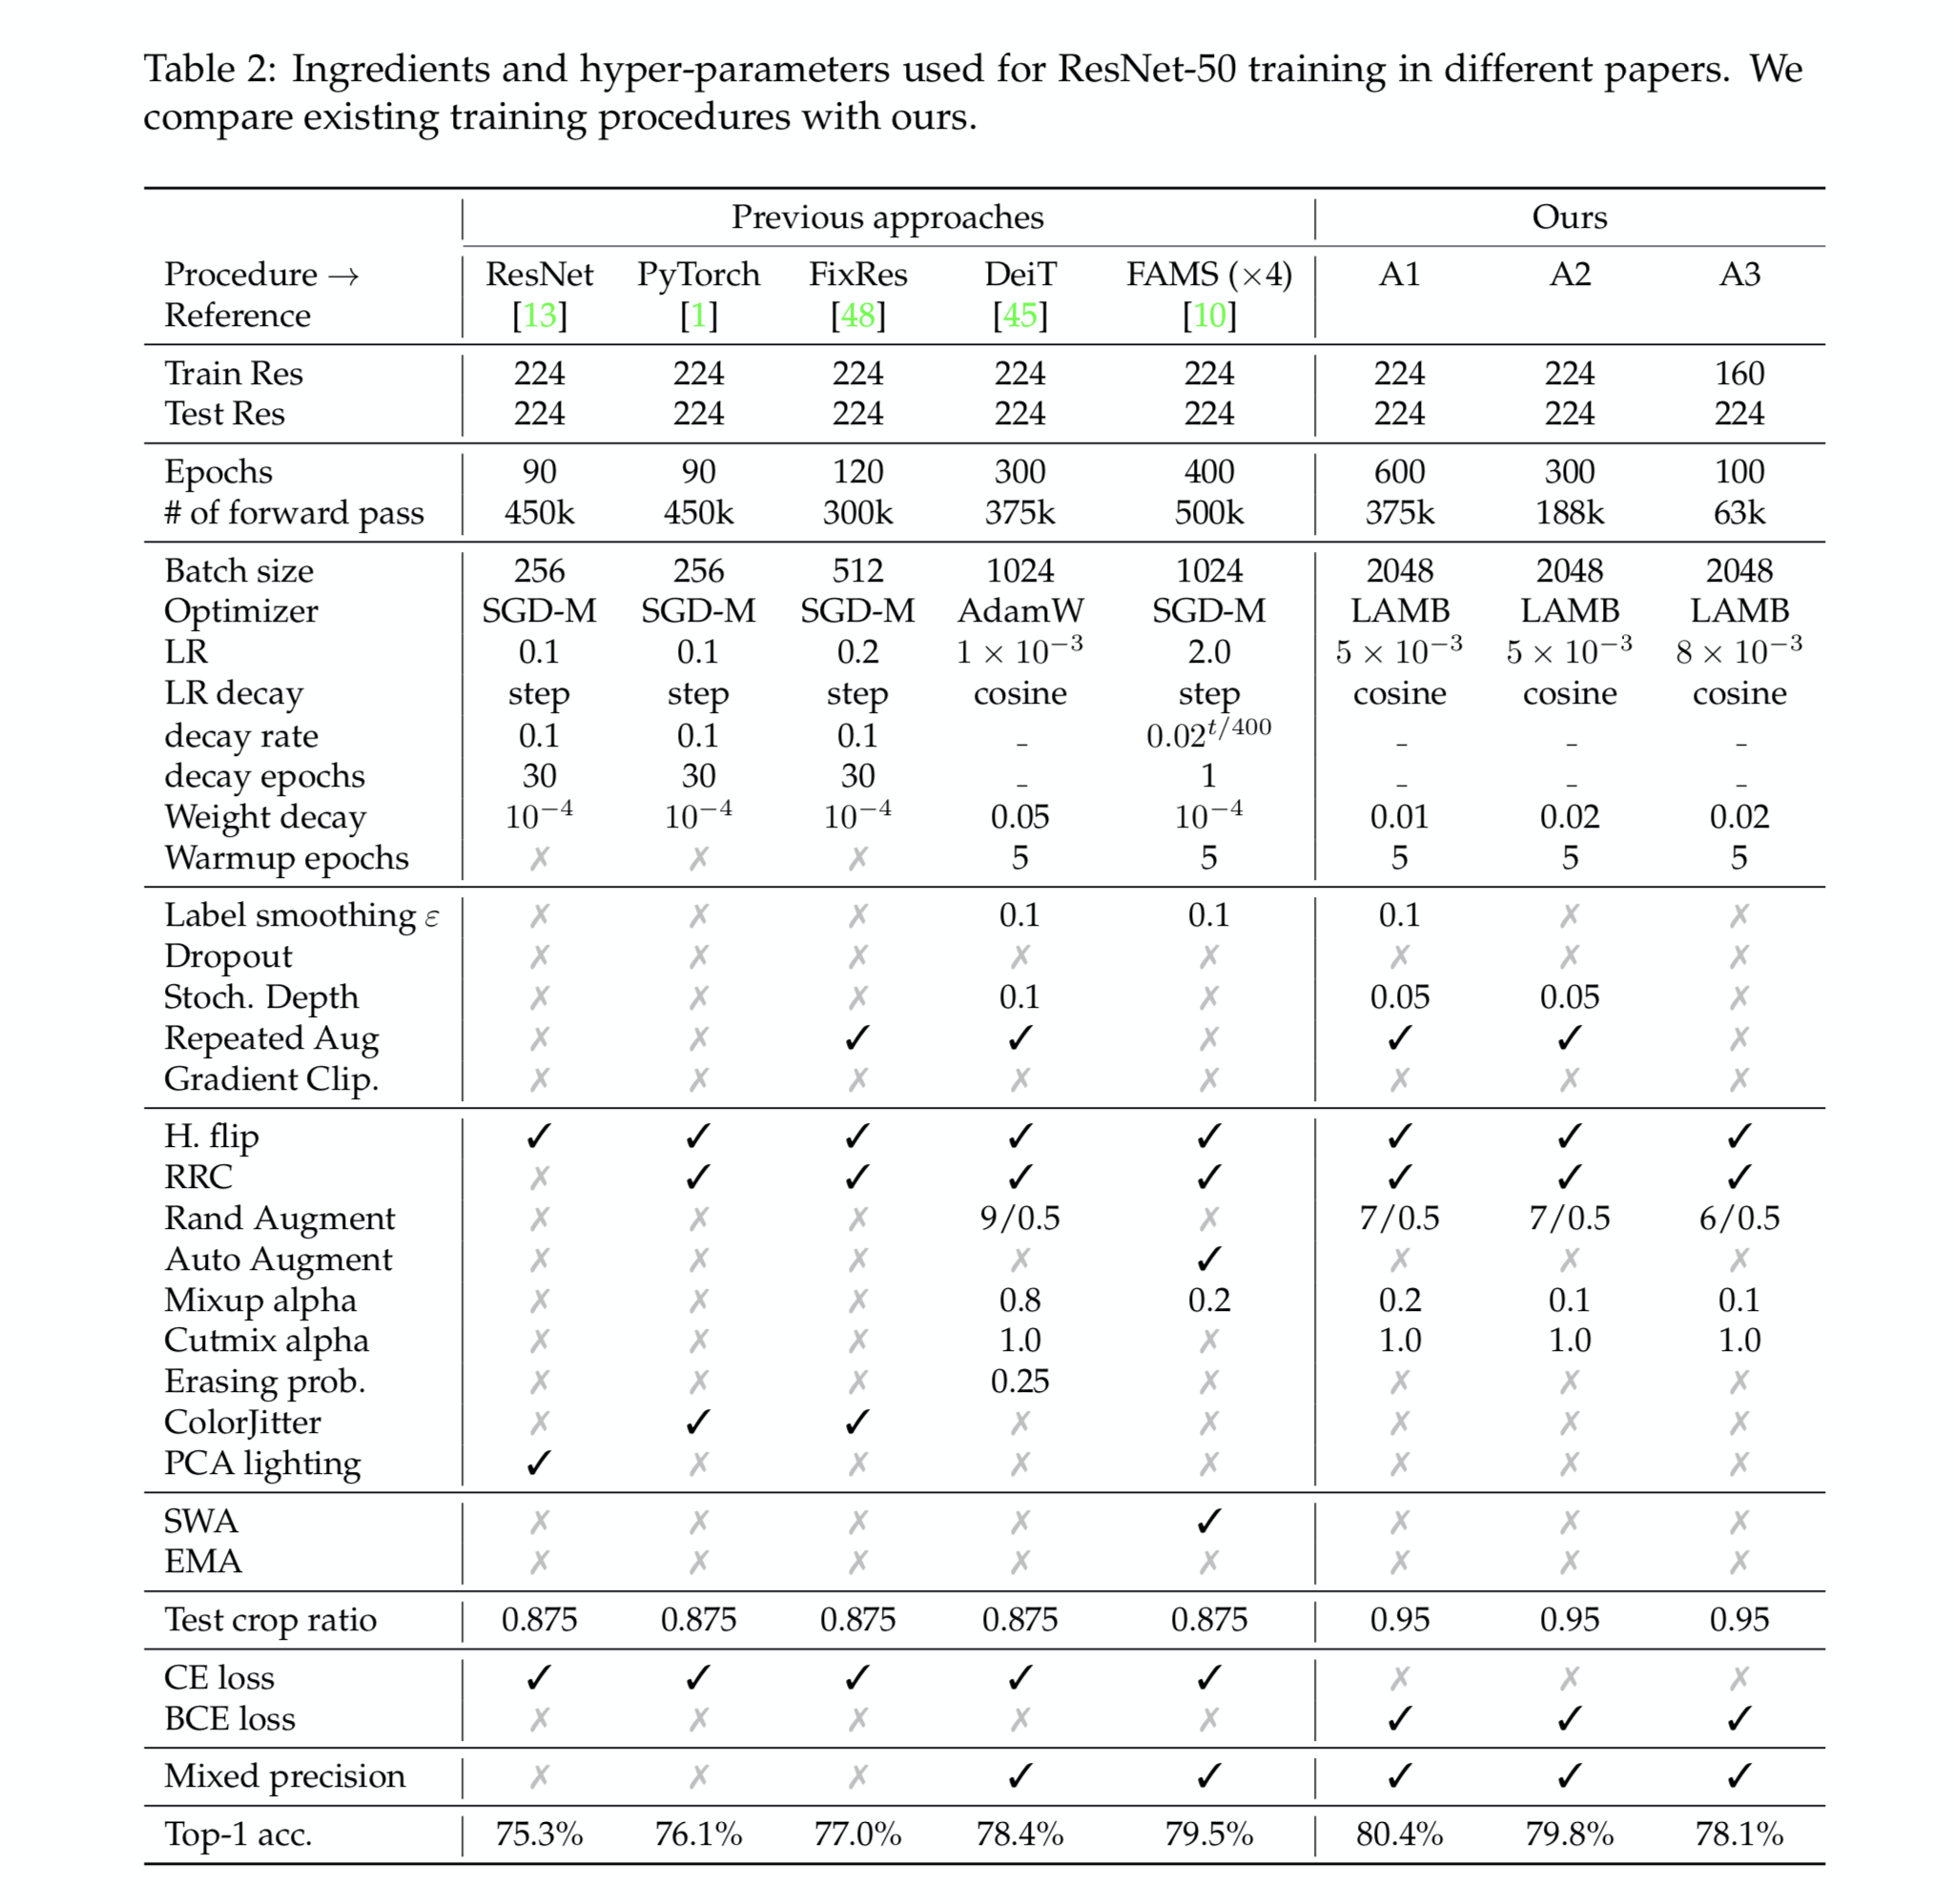 Table 2: Ingredients and hyper-parameters used for ResNet-50 training in different papers. We
compare existing training procedures with ours.
Previous approaches Ours
Procedure → ResNet PyTorch FixRes DeiT FAMS (×4) A1 A2 A3
Reference [13] [1] [48] [45] [10]
Train Res 224 224 224 224 224 224 224 160
Test Res 224 224 224 224 224 224 224 224
Epochs 90 90 120 300 400 600 300 100
# of forward pass 450k 450k 300k 375k 500k 375k 188k 63k
Batch size 256 256 512 1024 1024 2048 2048 2048
Optimizer SGD-M SGD-M SGD-M AdamW SGD-M LAMB LAMB LAMB
LR 0.1 0.1 0.2 1 × 10⁻³ 2.0 5 × 10⁻³ 5 × 10⁻³ 8 × 10⁻³
LR decay step step step cosine step cosine cosine cosine
decay rate 0.1 0.1 0.1 - 0.02^{t/400} - - -
decay epochs 30 30 30 - 1 - - -
Weight decay 10⁻⁴ 10⁻⁴ 10⁻⁴ 0.05 10⁻⁴ 0.01 0.02 0.02
Warmup epochs ✗ ✗ ✗ 5 5 5 5 5
Label smoothing ε ✗ ✗ ✗ 0.1 0.1 0.1 ✗ ✗
Dropout ✗ ✗ ✗ ✗ ✗ ✗ ✗ ✗
Stoch. Depth ✗ ✗ ✗ 0.1 ✗ 0.05 0.05 ✗
Repeated Aug ✗ ✗ ✓ ✓ ✗ ✓ ✓ ✗
Gradient Clip. ✗ ✗ ✗ ✗ ✗ ✗ ✗ ✗
H. flip ✓ ✓ ✓ ✓ ✓ ✓ ✓ ✓
RRC ✗ ✓ ✓ ✓ ✓ ✓ ✓ ✓
Rand Augment ✗ ✗ ✗ 9/0.5 ✗ 7/0.5 7/0.5 6/0.5
Auto Augment ✗ ✗ ✗ ✗ ✓ ✗ ✗ ✗
Mixup alpha ✗ ✗ ✗ 0.8 0.2 0.2 0.1 0.1
Cutmix alpha ✗ ✗ ✗ 1.0 ✗ 1.0 1.0 1.0
Erasing prob. ✗ ✗ ✗ 0.25 ✗ ✗ ✗ ✗
ColorJitter ✗ ✓ ✓ ✗ ✗ ✗ ✗ ✗
PCA lighting ✓ ✗ ✗ ✗ ✗ ✗ ✗ ✗
SWA ✗ ✗ ✗ ✗ ✓ ✗ ✗ ✗
EMA ✗ ✗ ✗ ✗ ✗ ✗ ✗ ✗
Test crop ratio 0.875 0.875 0.875 0.875 0.875 0.95 0.95 0.95
CE loss ✓ ✓ ✓ ✓ ✓ ✗ ✗ ✗
BCE loss ✗ ✗ ✗ ✗ ✗ ✓ ✓ ✓
Mixed precision ✗ ✗ ✗ ✓ ✓ ✓ ✓ ✓
Top-1 acc. 75.3% 76.1% 77.0% 78.4% 79.5% 80.4% 79.8% 78.1%